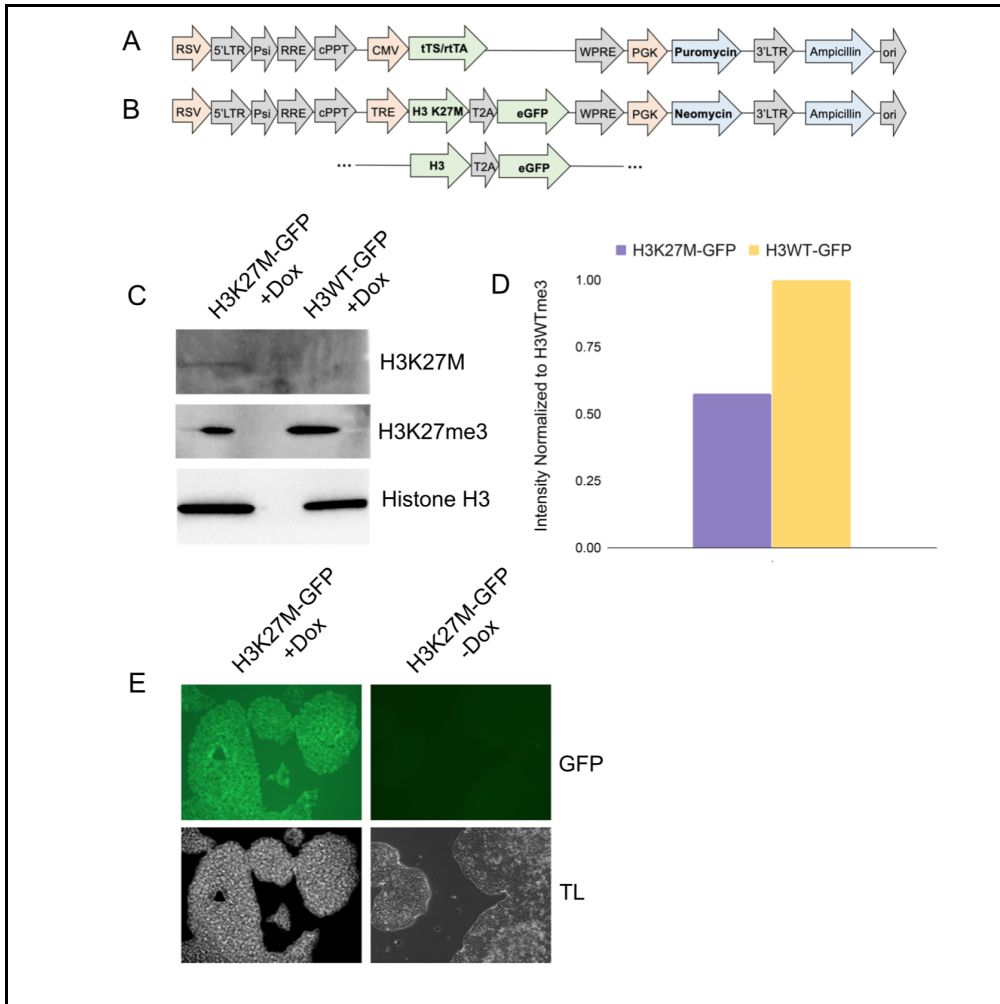 A
RSV 5'LTR Psi RRE cPPT CMV tTS/rtTA WPRE PGK Puromycin 3'LTR Ampicillin ori
B
RSV 5'LTR Psi RRE cPPT TRE H3 K27M T2A eGFP WPRE PGK Neomycin 3'LTR Ampicillin ori
... H3 T2A eGFP ...
C
H3K27M-GFP
+Dox
H3WT-GFP
+Dox
H3K27M
H3K27me3
Histone H3
D
H3K27M-GFP H3WT-GFP
Intensity Normalized to H3WTme3
1.00
0.75
0.50
0.25
0.00
E
H3K27M-GFP
+Dox
H3K27M-GFP
-Dox
GFP
TL